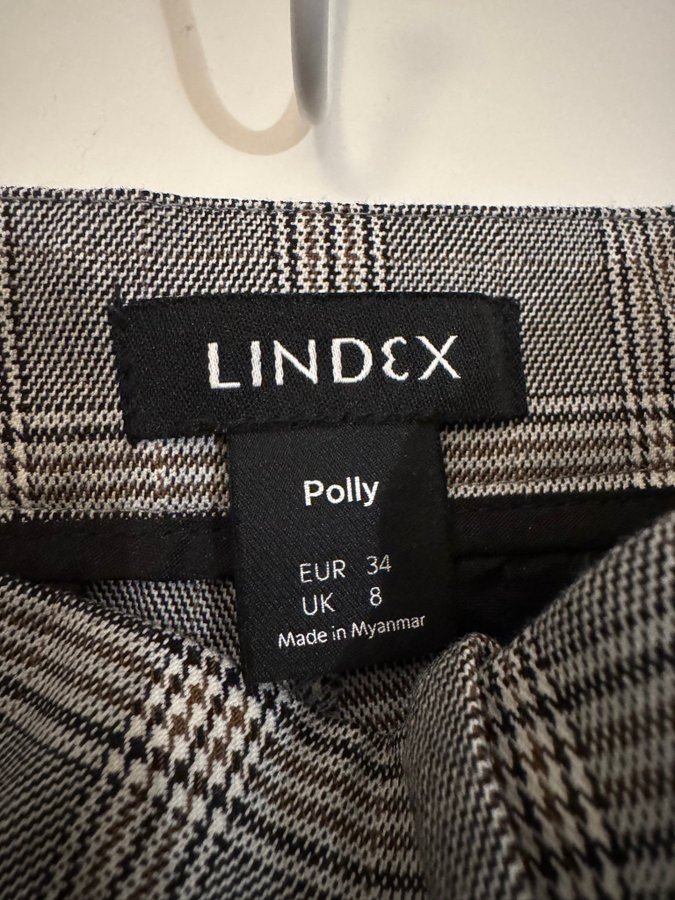 LINDEX
Polly
EUR 34
UK 8
Made in Myanmar